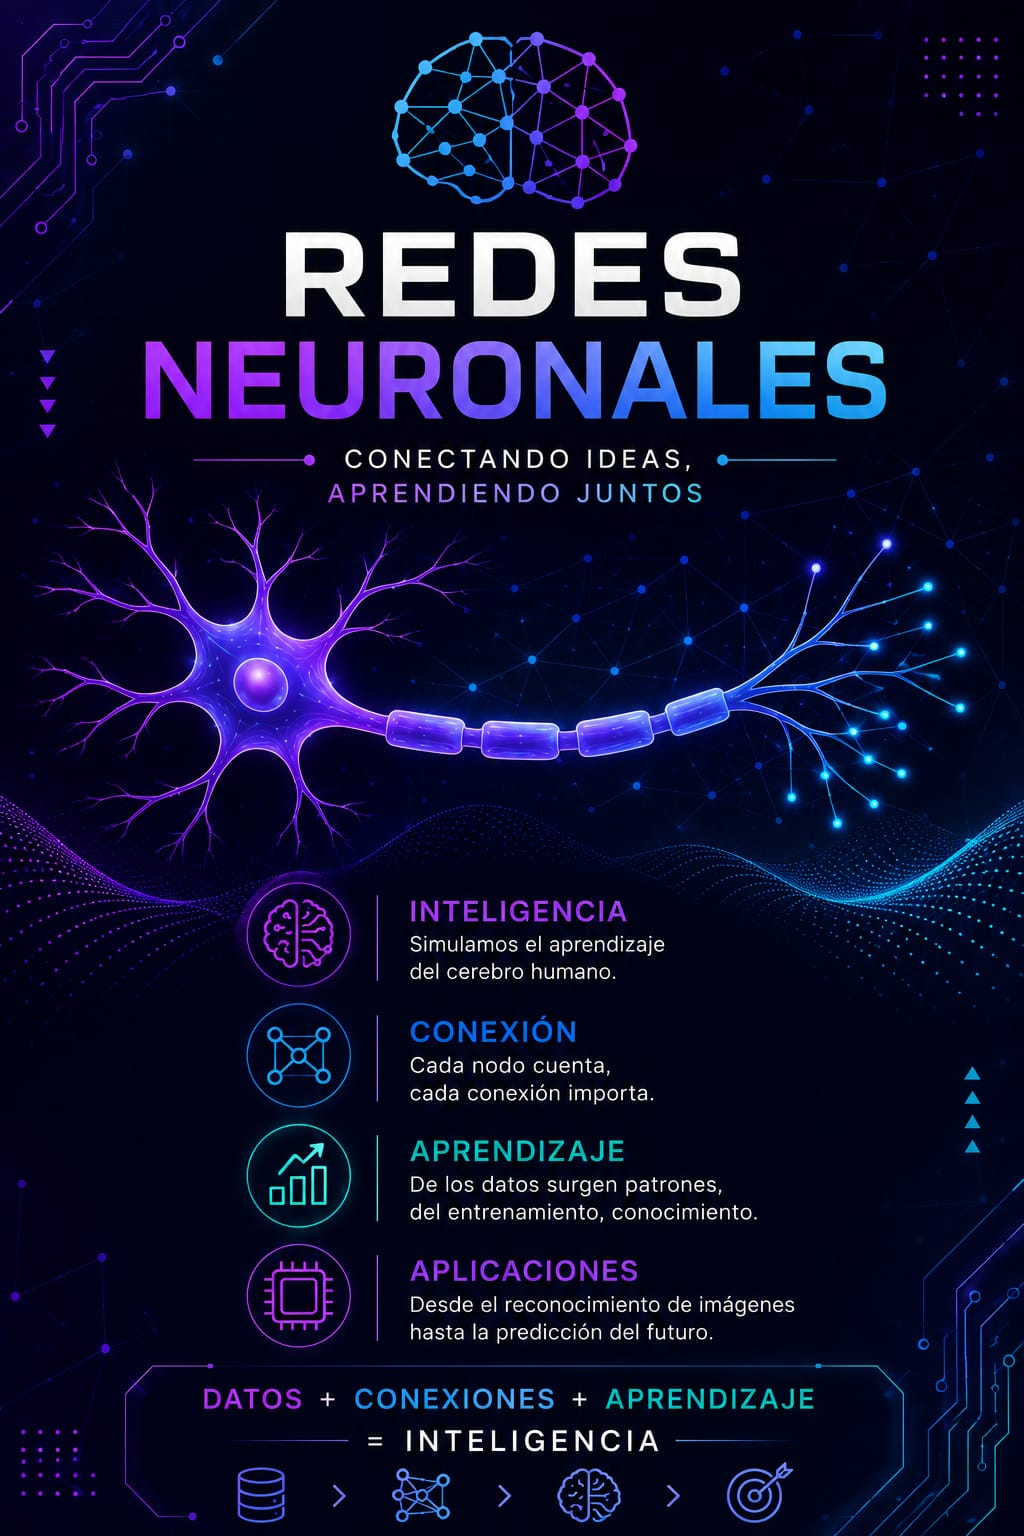 REDES
NEURONALES
CONECTANDO IDEAS,
APRENDIENDO JUNTOS
INTELIGENCIA
Simulamos el aprendizaje
del cerebro humano.
CONEXIÓN
Cada nodo cuenta,
cada conexión importa.
APRENDIZAJE
De los datos surgen patrones,
del entrenamiento, conocimiento.
APLICACIONES
Desde el reconocimiento de imágenes
hasta la predicción del futuro.
DATOS + CONEXIONES + APRENDIZAJE
= INTELIGENCIA